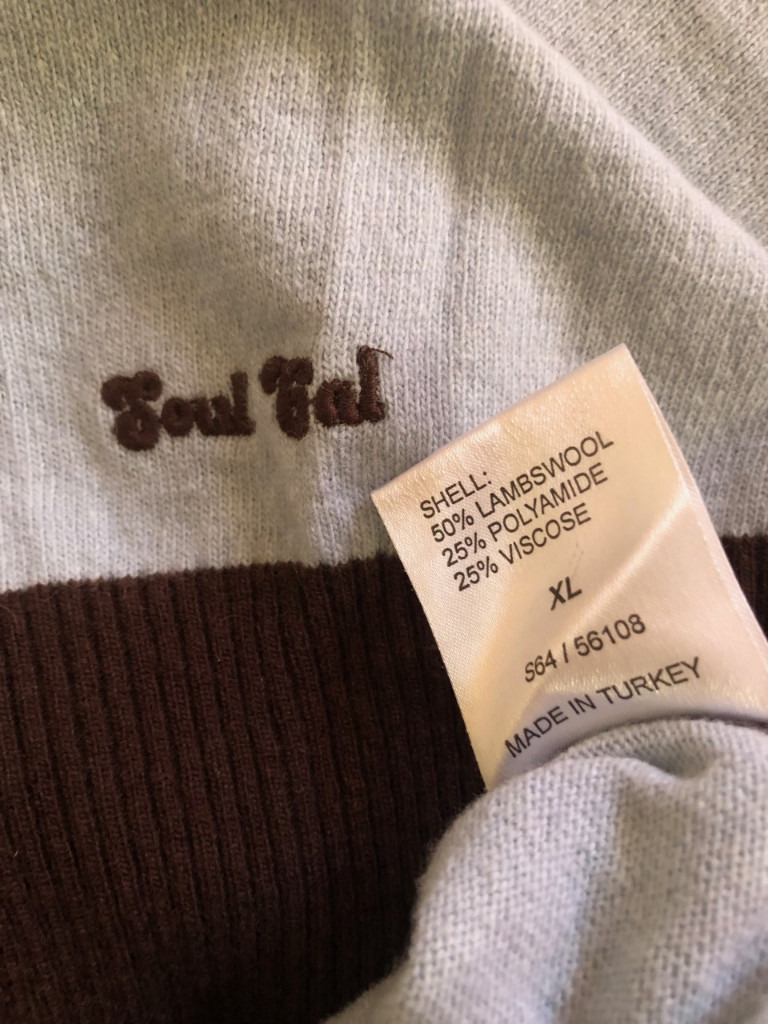 Soul Cal
SHELL:
50% LAMBSWOOL
25% POLYAMIDE
25% VISCOSE
XL
S64 / 56108
MADE IN TURKEY